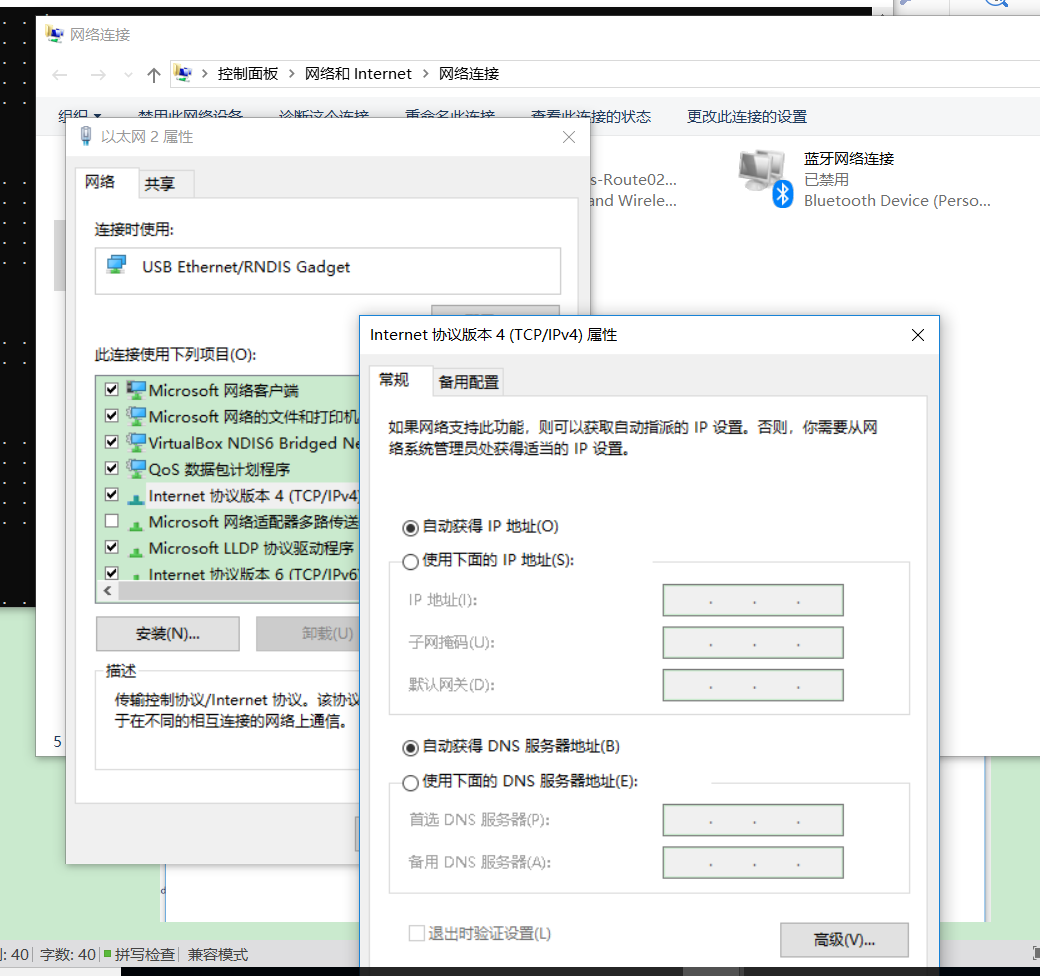 网络连接
控制面板 > 网络和 Internet > 网络连接
组织 禁用此网络设备 诊断这个连接 重命名此连接 查看此连接的状态 更改此连接的设置
以太网 2 属性
网络 共享
连接时使用:
USB Ethernet/RNDIS Gadget
s-Route02...
and Wirele...
蓝牙网络连接
已禁用
Bluetooth Device (Perso...
此连接使用下列项目(O):
Microsoft 网络客户端
Microsoft 网络的文件和打印机
VirtualBox NDIS6 Bridged Ne
QoS 数据包计划程序
Internet 协议版本 4 (TCP/IPv4)
Microsoft 网络适配器多路传送
Microsoft LLDP 协议驱动程序
Internet 协议版本 6 (TCP/IPv6
安装(N)... 卸载(U)
描述
传输控制协议/Internet 协议。该协议
于在不同的相互连接的网络上通信。
5
Internet 协议版本 4 (TCP/IPv4) 属性
常规 备用配置
如果网络支持此功能，则可以获取自动指派的 IP 设置。否则，你需要从网
络系统管理员处获得适当的 IP 设置。
自动获得 IP 地址(O)
使用下面的 IP 地址(S):
IP 地址(I):
子网掩码(U):
默认网关(D):
自动获得 DNS 服务器地址(B)
使用下面的 DNS 服务器地址(E):
首选 DNS 服务器(P):
备用 DNS 服务器(A):
退出时验证设置(L)
高级(V)...
: 40 字数: 40 拼写检查 兼容模式